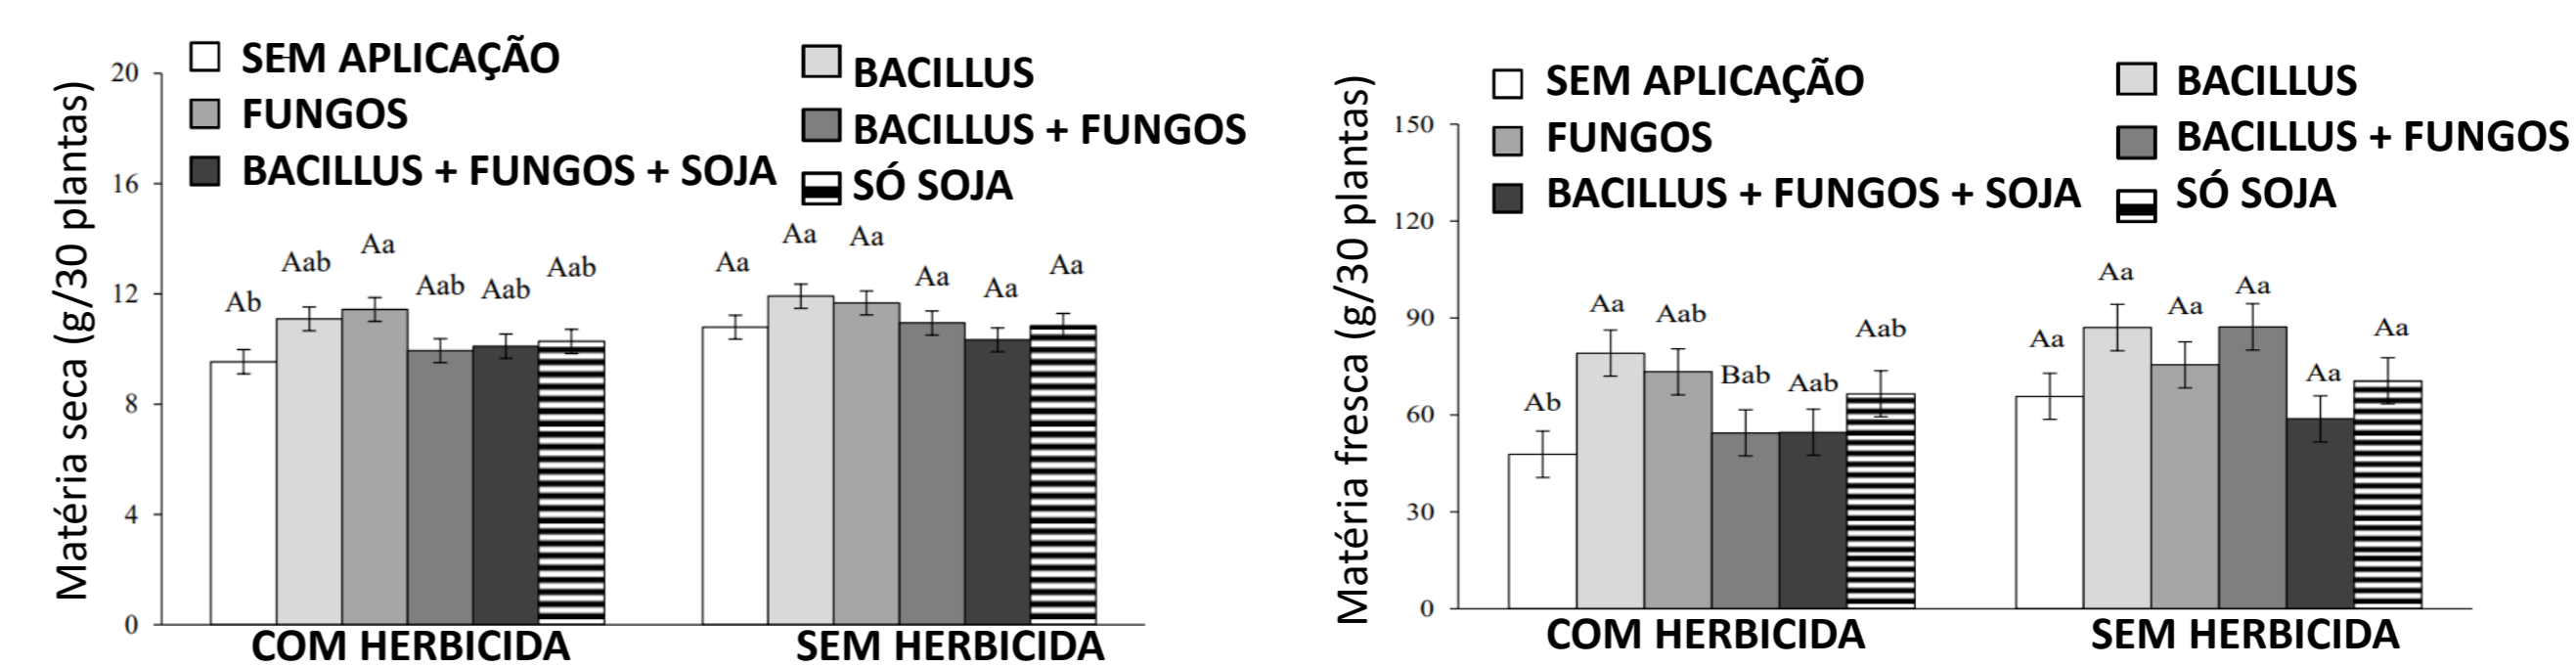 SEM APLICAÇÃO
BACILLUS
FUNGOS
BACILLUS + FUNGOS
BACILLUS + FUNGOS + SOJA
SÓ SOJA
Matéria seca (g/30 plantas)
20
16
12
8
4
0
Ab
Aab
Aa
Aab
Aab
Aab
Aa
Aa
Aa
Aa
Aa
Aa
COM HERBICIDA
SEM HERBICIDA
SEM APLICAÇÃO
BACILLUS
FUNGOS
BACILLUS + FUNGOS
BACILLUS + FUNGOS + SOJA
SÓ SOJA
Matéria fresca (g/30 plantas)
150
120
90
60
30
0
Ab
Aa
Aab
Bab
Aab
Aab
Aa
Aa
Aa
Aa
Aa
Aa
COM HERBICIDA
SEM HERBICIDA